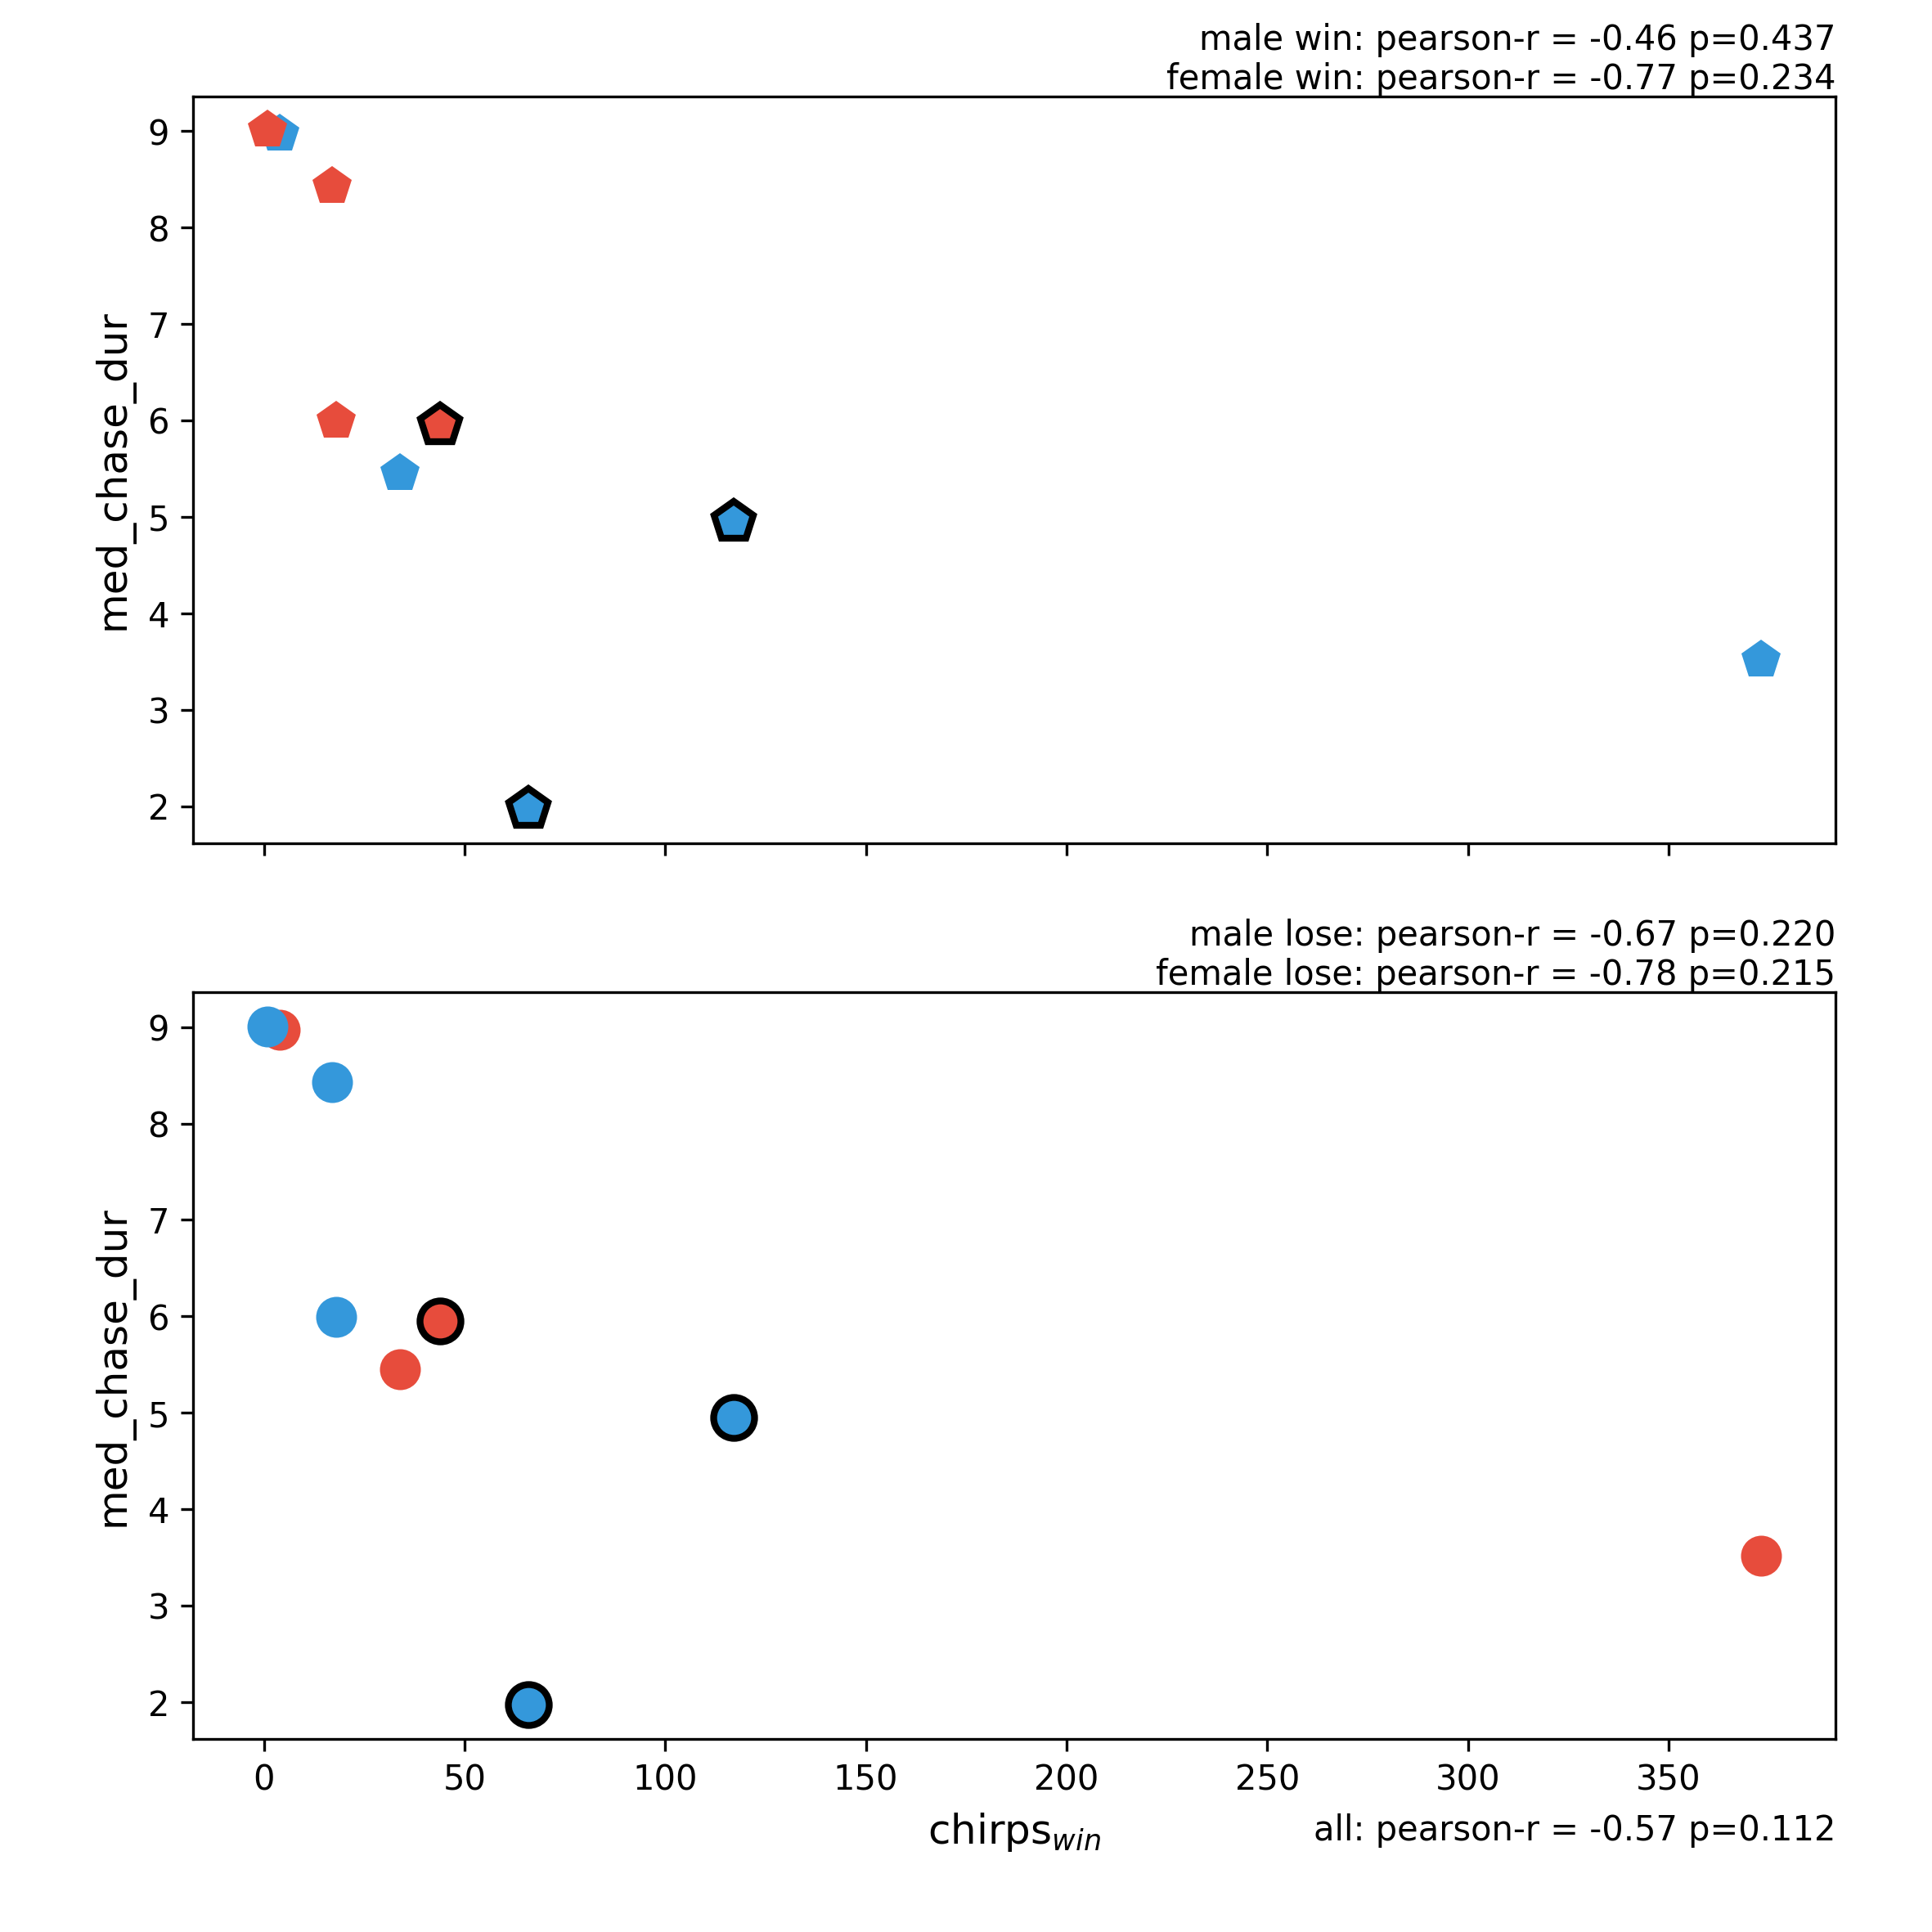 male win: pearson-r = -0.46 p=0.437
female win: pearson-r = -0.77 p=0.234
9
8
7
6
5
4
3
2
med_chase_dur
male lose: pearson-r = -0.67 p=0.220
female lose: pearson-r = -0.78 p=0.215
9
8
7
6
5
4
3
2
med_chase_dur
0 50 100 150 200 250 300 350
chirps_win
all: pearson-r = -0.57 p=0.112